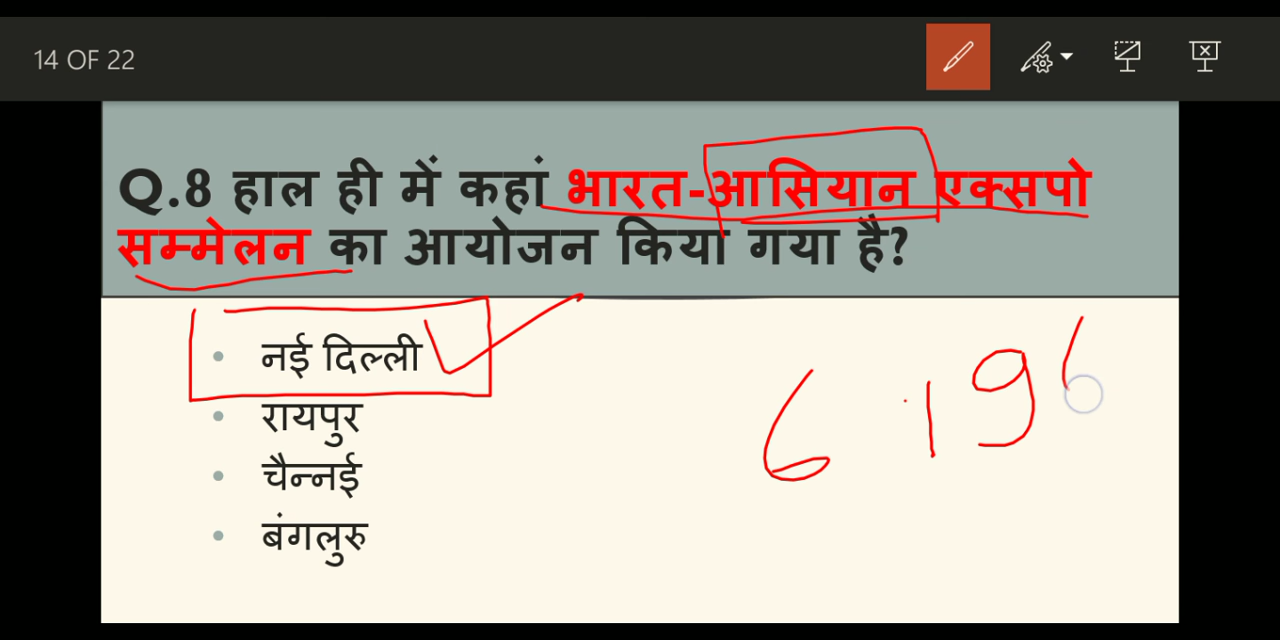 14 OF 22
Q.8 हाल ही में कहां भारत-आसियान एक्सपो
सम्मेलन का आयोजन किया गया है?
नई दिल्ली
रायपुर
चैन्नई
बंगलुरु
6 196